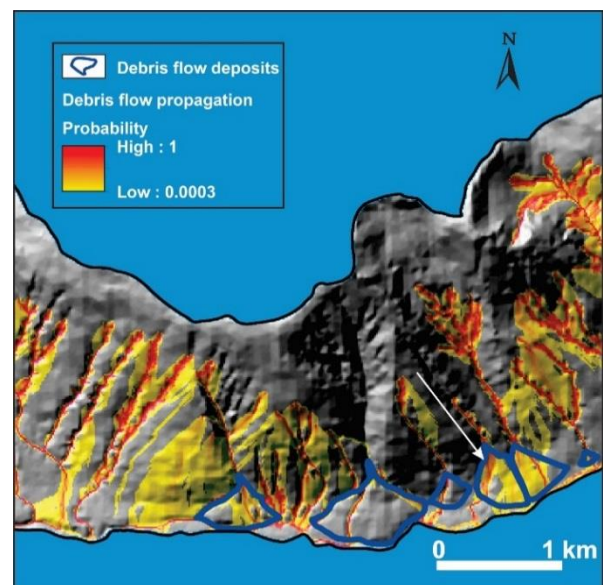 N
Debris flow deposits
Debris flow propagation
Probability
High : 1
Low : 0.0003
0 1 km